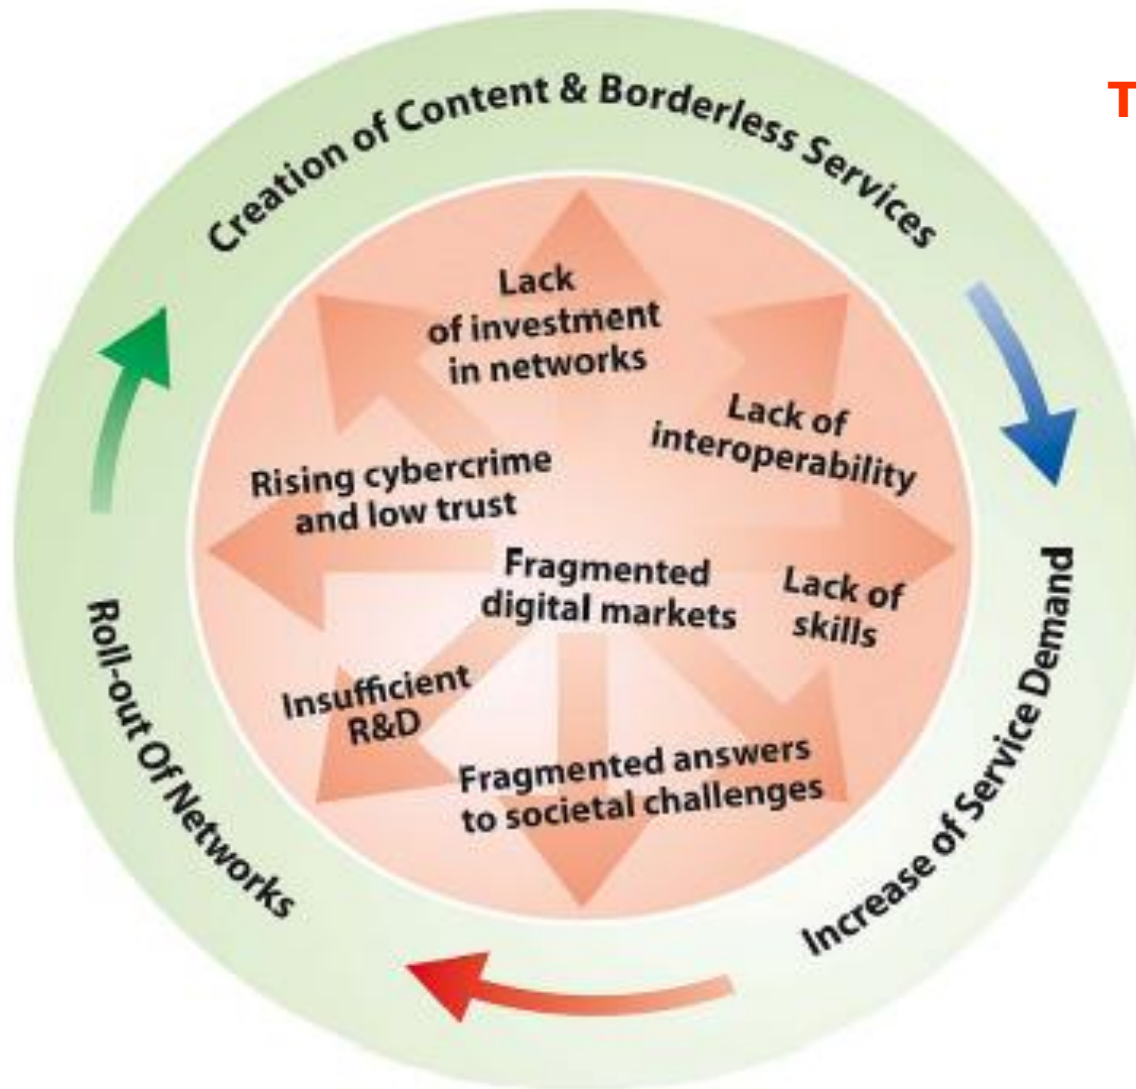 T
Creation of Content & Borderless Services
Lack
of investment
in networks
Lack of
interoperability
Rising cybercrime
and low trust
Fragmented
digital markets
Lack of
skills
Insufficient
R&D
Fragmented answers
to societal challenges
Increase of Service Demand
Roll-out Of Networks